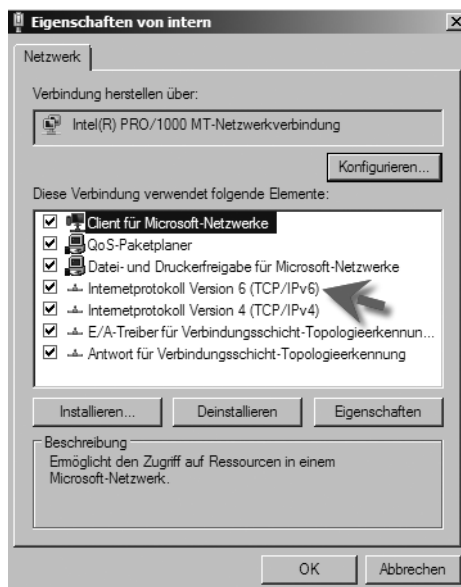 Eigenschaften von intern
Netzwerk
Verbindung herstellen über:
Intel(R) PRO/1000 MT-Netzwerkverbindung
Konfigurieren...
Diese Verbindung verwendet folgende Elemente:
Client für Microsoft-Netzwerke
QoS-Paketplaner
Datei- und Druckerfreigabe für Microsoft-Netzwerke
Internetprotokoll Version 6 (TCP/IPv6)
Internetprotokoll Version 4 (TCP/IPv4)
E/A-Treiber für Verbindungsschicht-Topologieerkennun...
Antwort für Verbindungsschicht-Topologieerkennung
Installieren... Deinstallieren Eigenschaften
Beschreibung
Ermöglicht den Zugriff auf Ressourcen in einem
Microsoft-Netzwerk.
OK Abbrechen